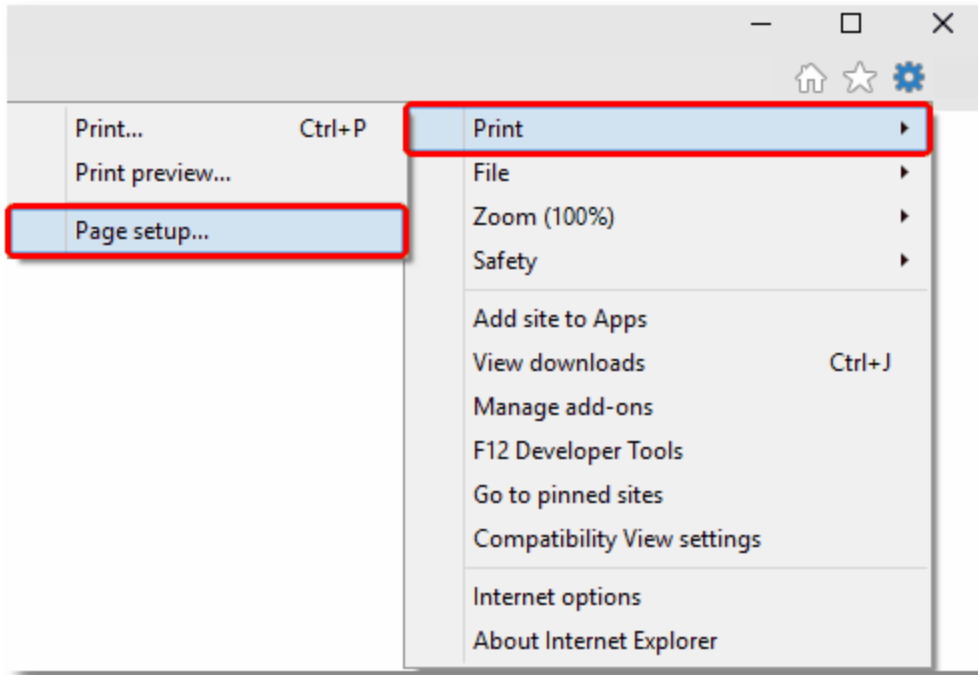 Print... Ctrl+P
Print preview...
Page setup...
Print
File
Zoom (100%)
Safety
Add site to Apps
View downloads Ctrl+J
Manage add-ons
F12 Developer Tools
Go to pinned sites
Compatibility View settings
Internet options
About Internet Explorer